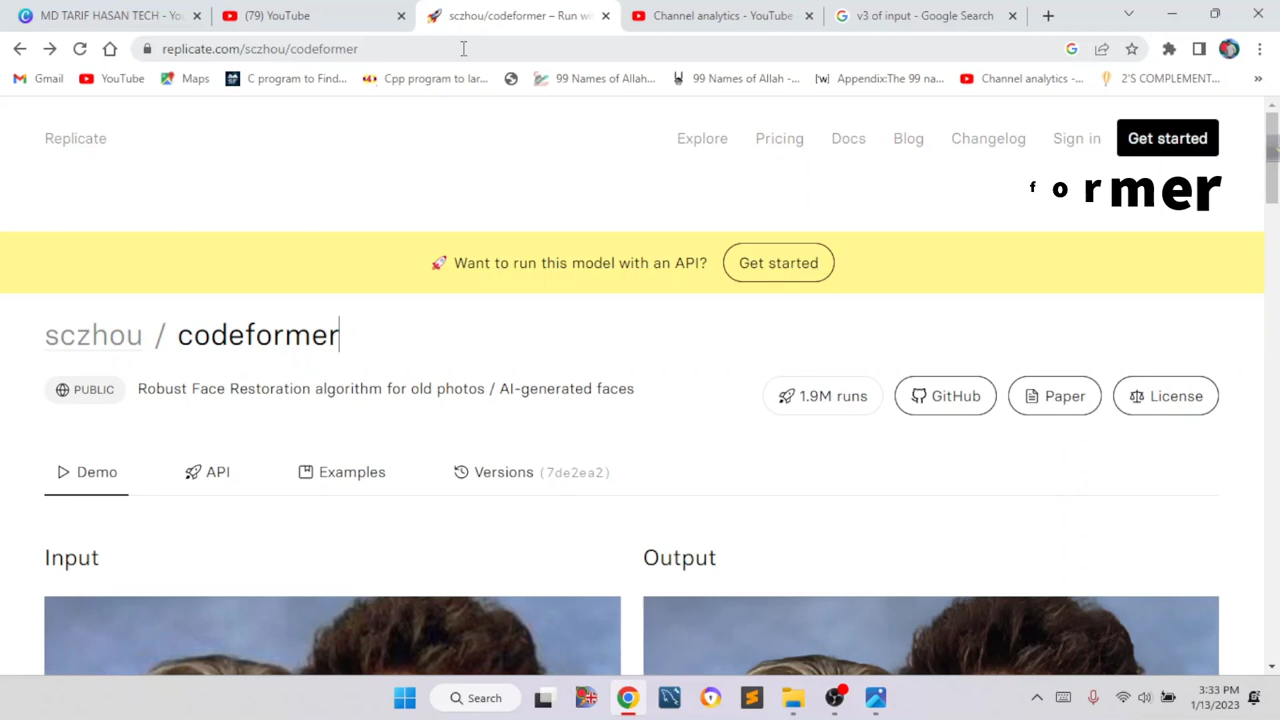 MD TARIF HASAN TECH - Yo
(79) YouTube
sczhou/codeformer – Run wi
Channel analytics - YouTube
v3 of input - Google Search
replicate.com/sczhou/codeformer
Gmail
YouTube
Maps
C program to Find...
Cpp program to lar...
99 Names of Allah...
99 Names of Allah -...
Appendix:The 99 na...
Channel analytics -...
2'S COMPLEMENT...
Replicate
Explore
Pricing
Docs
Blog
Changelog
Sign in
Get started
former
🚀 Want to run this model with an API?
Get started
sczhou / codeformer
PUBLIC
Robust Face Restoration algorithm for old photos / AI-generated faces
1.9M runs
GitHub
Paper
License
Demo
API
Examples
Versions (7de2ea2)
Input
Output
Search
3:33 PM
1/13/2023